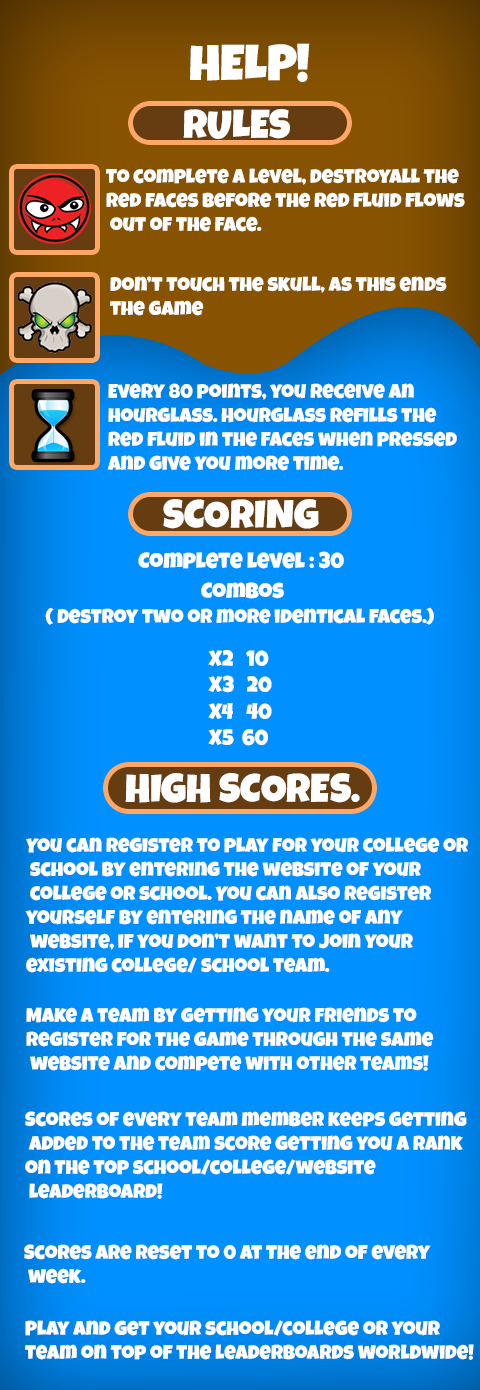 HELP!
RULES
To complete a level, destroyall the
red faces before the red fluid flows
out of the face.
Don't touch the skull, as this ends
the game
Every 80 points, you receive an
hourglass. Hourglass refills the
red fluid in the faces when pressed
and give you more time.
SCORING
Complete Level : 30
Combos
( Destroy two or more identical faces.)
X2 10
X3 20
X4 40
X5 60
HIGH SCORES.
You can register to play for your college or
school by entering the website of your
college or school. You can also register
yourself by entering the name of any
website, if you don't want to join your
existing college/ school team.
Make a team by getting your friends to
register for the game through the same
website and compete with other teams!
Scores of every team member keeps getting
added to the team score getting you a rank
on the top school/college/website
leaderboard!
Scores are reset to 0 at the end of every
week.
Play and get your school/college or your
team on top of the leaderboards worldwide!